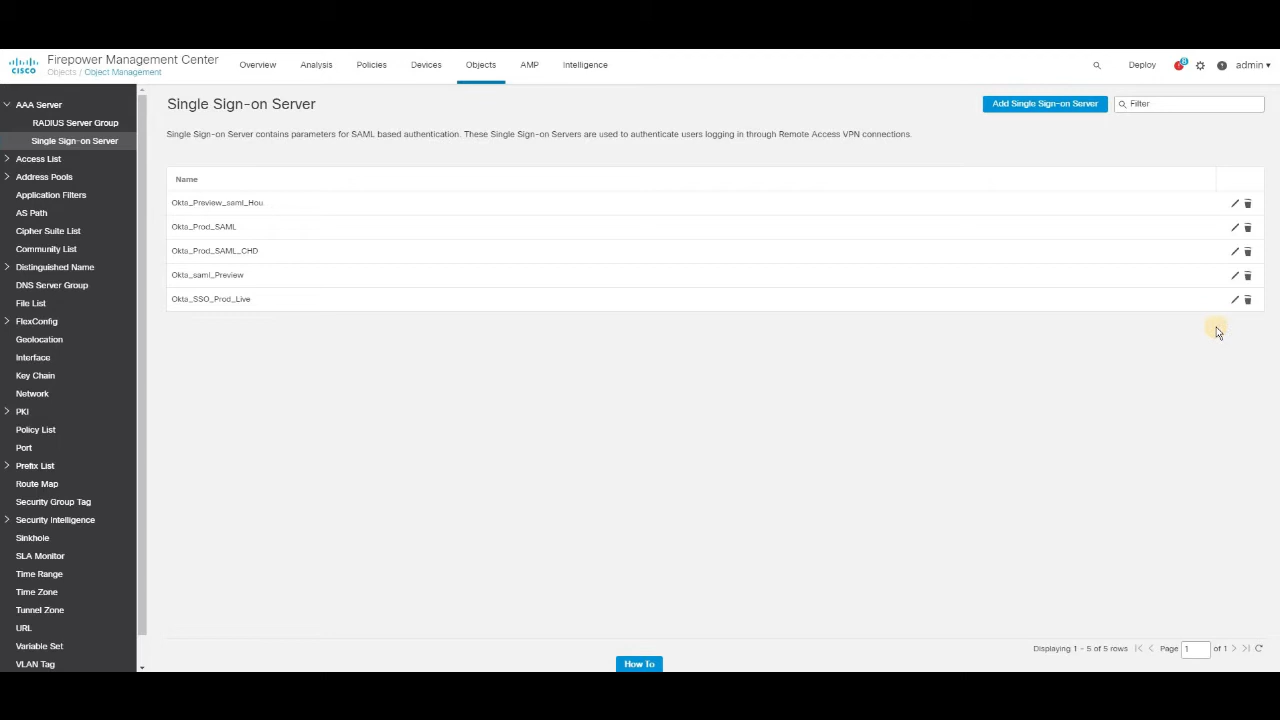 CISCO
Firepower Management Center
Objects / Object Management
Overview
Analysis
Policies
Devices
Objects
AMP
Intelligence
Deploy
8
admin
AAA Server
RADIUS Server Group
Single Sign-on Server
Access List
Address Pools
Application Filters
AS Path
Cipher Suite List
Community List
Distinguished Name
DNS Server Group
File List
FlexConfig
Geolocation
Interface
Key Chain
Network
PKI
Policy List
Port
Prefix List
Route Map
Security Group Tag
Security Intelligence
Sinkhole
SLA Monitor
Time Range
Time Zone
Tunnel Zone
URL
Variable Set
VLAN Tag
Single Sign-on Server
Add Single Sign-on Server
Filter
Single Sign-on Server contains parameters for SAML based authentication. These Single Sign-on Servers are used to authenticate users logging in through Remote Access VPN connections.
Name
Okta_Preview_saml_Hou
Okta_Prod_SAML
Okta_Prod_SAML_CHD
Okta_saml_Preview
Okta_SSO_Prod_Live
Displaying 1 - 5 of 5 rows
Page 1 of 1
How To